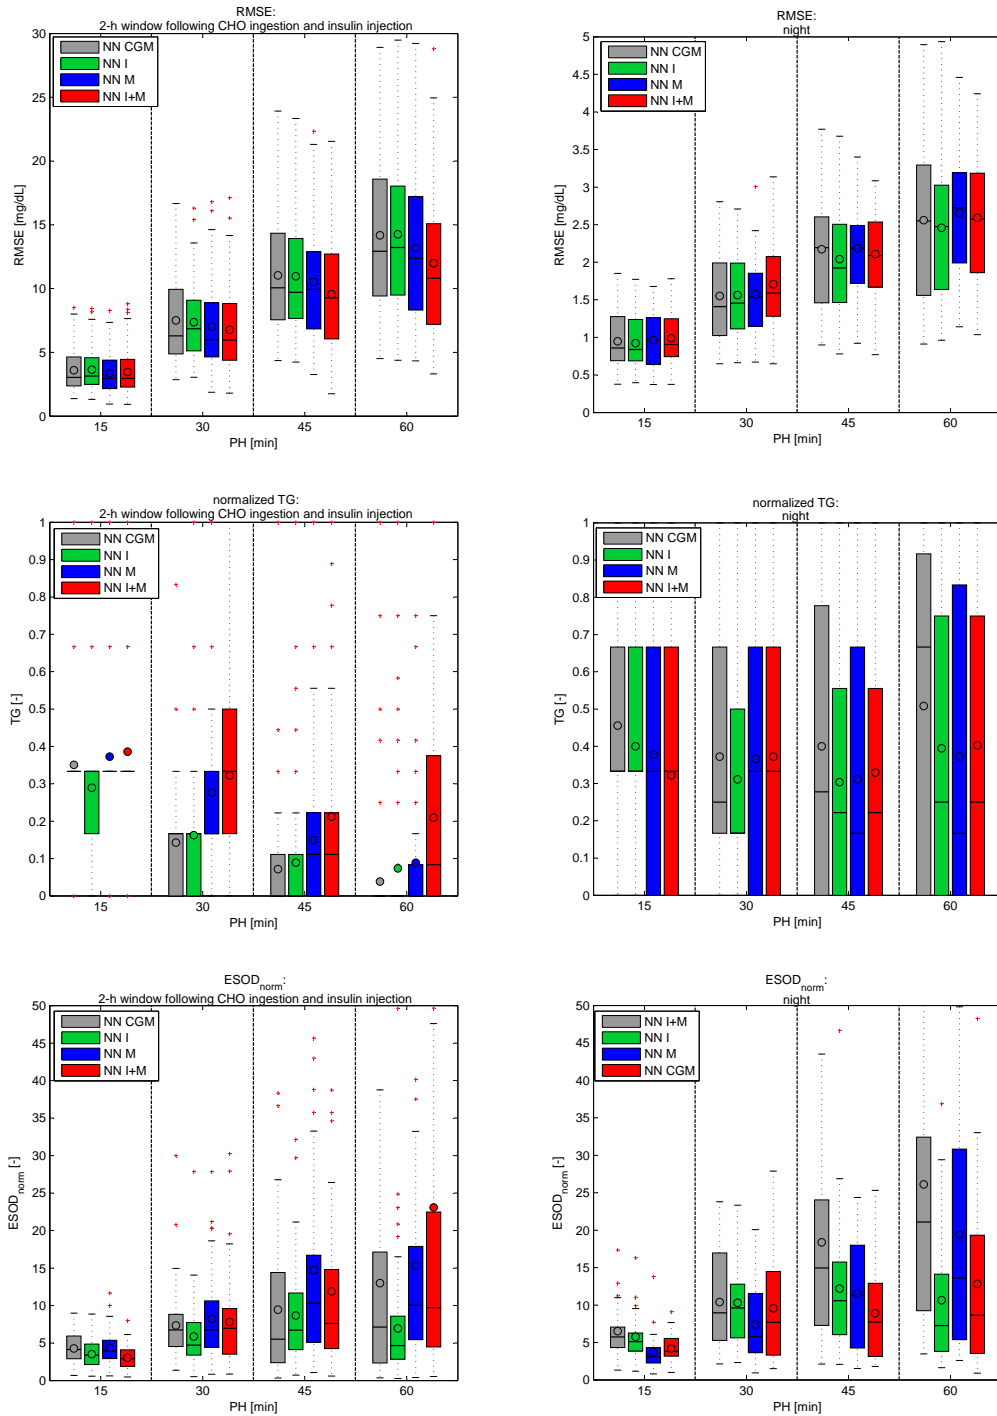 RMSE:
2-h window following CHO ingestion and insulin injection
30
25
20
15
10
5
0
RMSE [mg/dL]
NN CGM
NN I
NN M
NN I+M
15
30
45
60
PH [min]
RMSE:
night
5
4.5
4
3.5
3
2.5
2
1.5
1
0.5
0
RMSE [mg/dL]
NN CGM
NN I
NN M
NN I+M
15
30
45
60
PH [min]
normalized TG:
2-h window following CHO ingestion and insulin injection
1
0.9
0.8
0.7
0.6
0.5
0.4
0.3
0.2
0.1
0
TG [-]
NN CGM
NN I
NN M
NN I+M
15
30
45
60
PH [min]
normalized TG:
night
1
0.9
0.8
0.7
0.6
0.5
0.4
0.3
0.2
0.1
0
TG [-]
NN CGM
NN I
NN M
NN I+M
15
30
45
60
PH [min]
ESODnorm:
2-h window following CHO ingestion and insulin injection
50
45
40
35
30
25
20
15
10
5
0
ESODnorm [-]
NN CGM
NN I
NN M
NN I+M
15
30
45
60
PH [min]
ESODnorm:
night
50
45
40
35
30
25
20
15
10
5
0
ESODnorm [-]
NN I+M
NN I
NN M
NN CGM
15
30
45
60
PH [min]